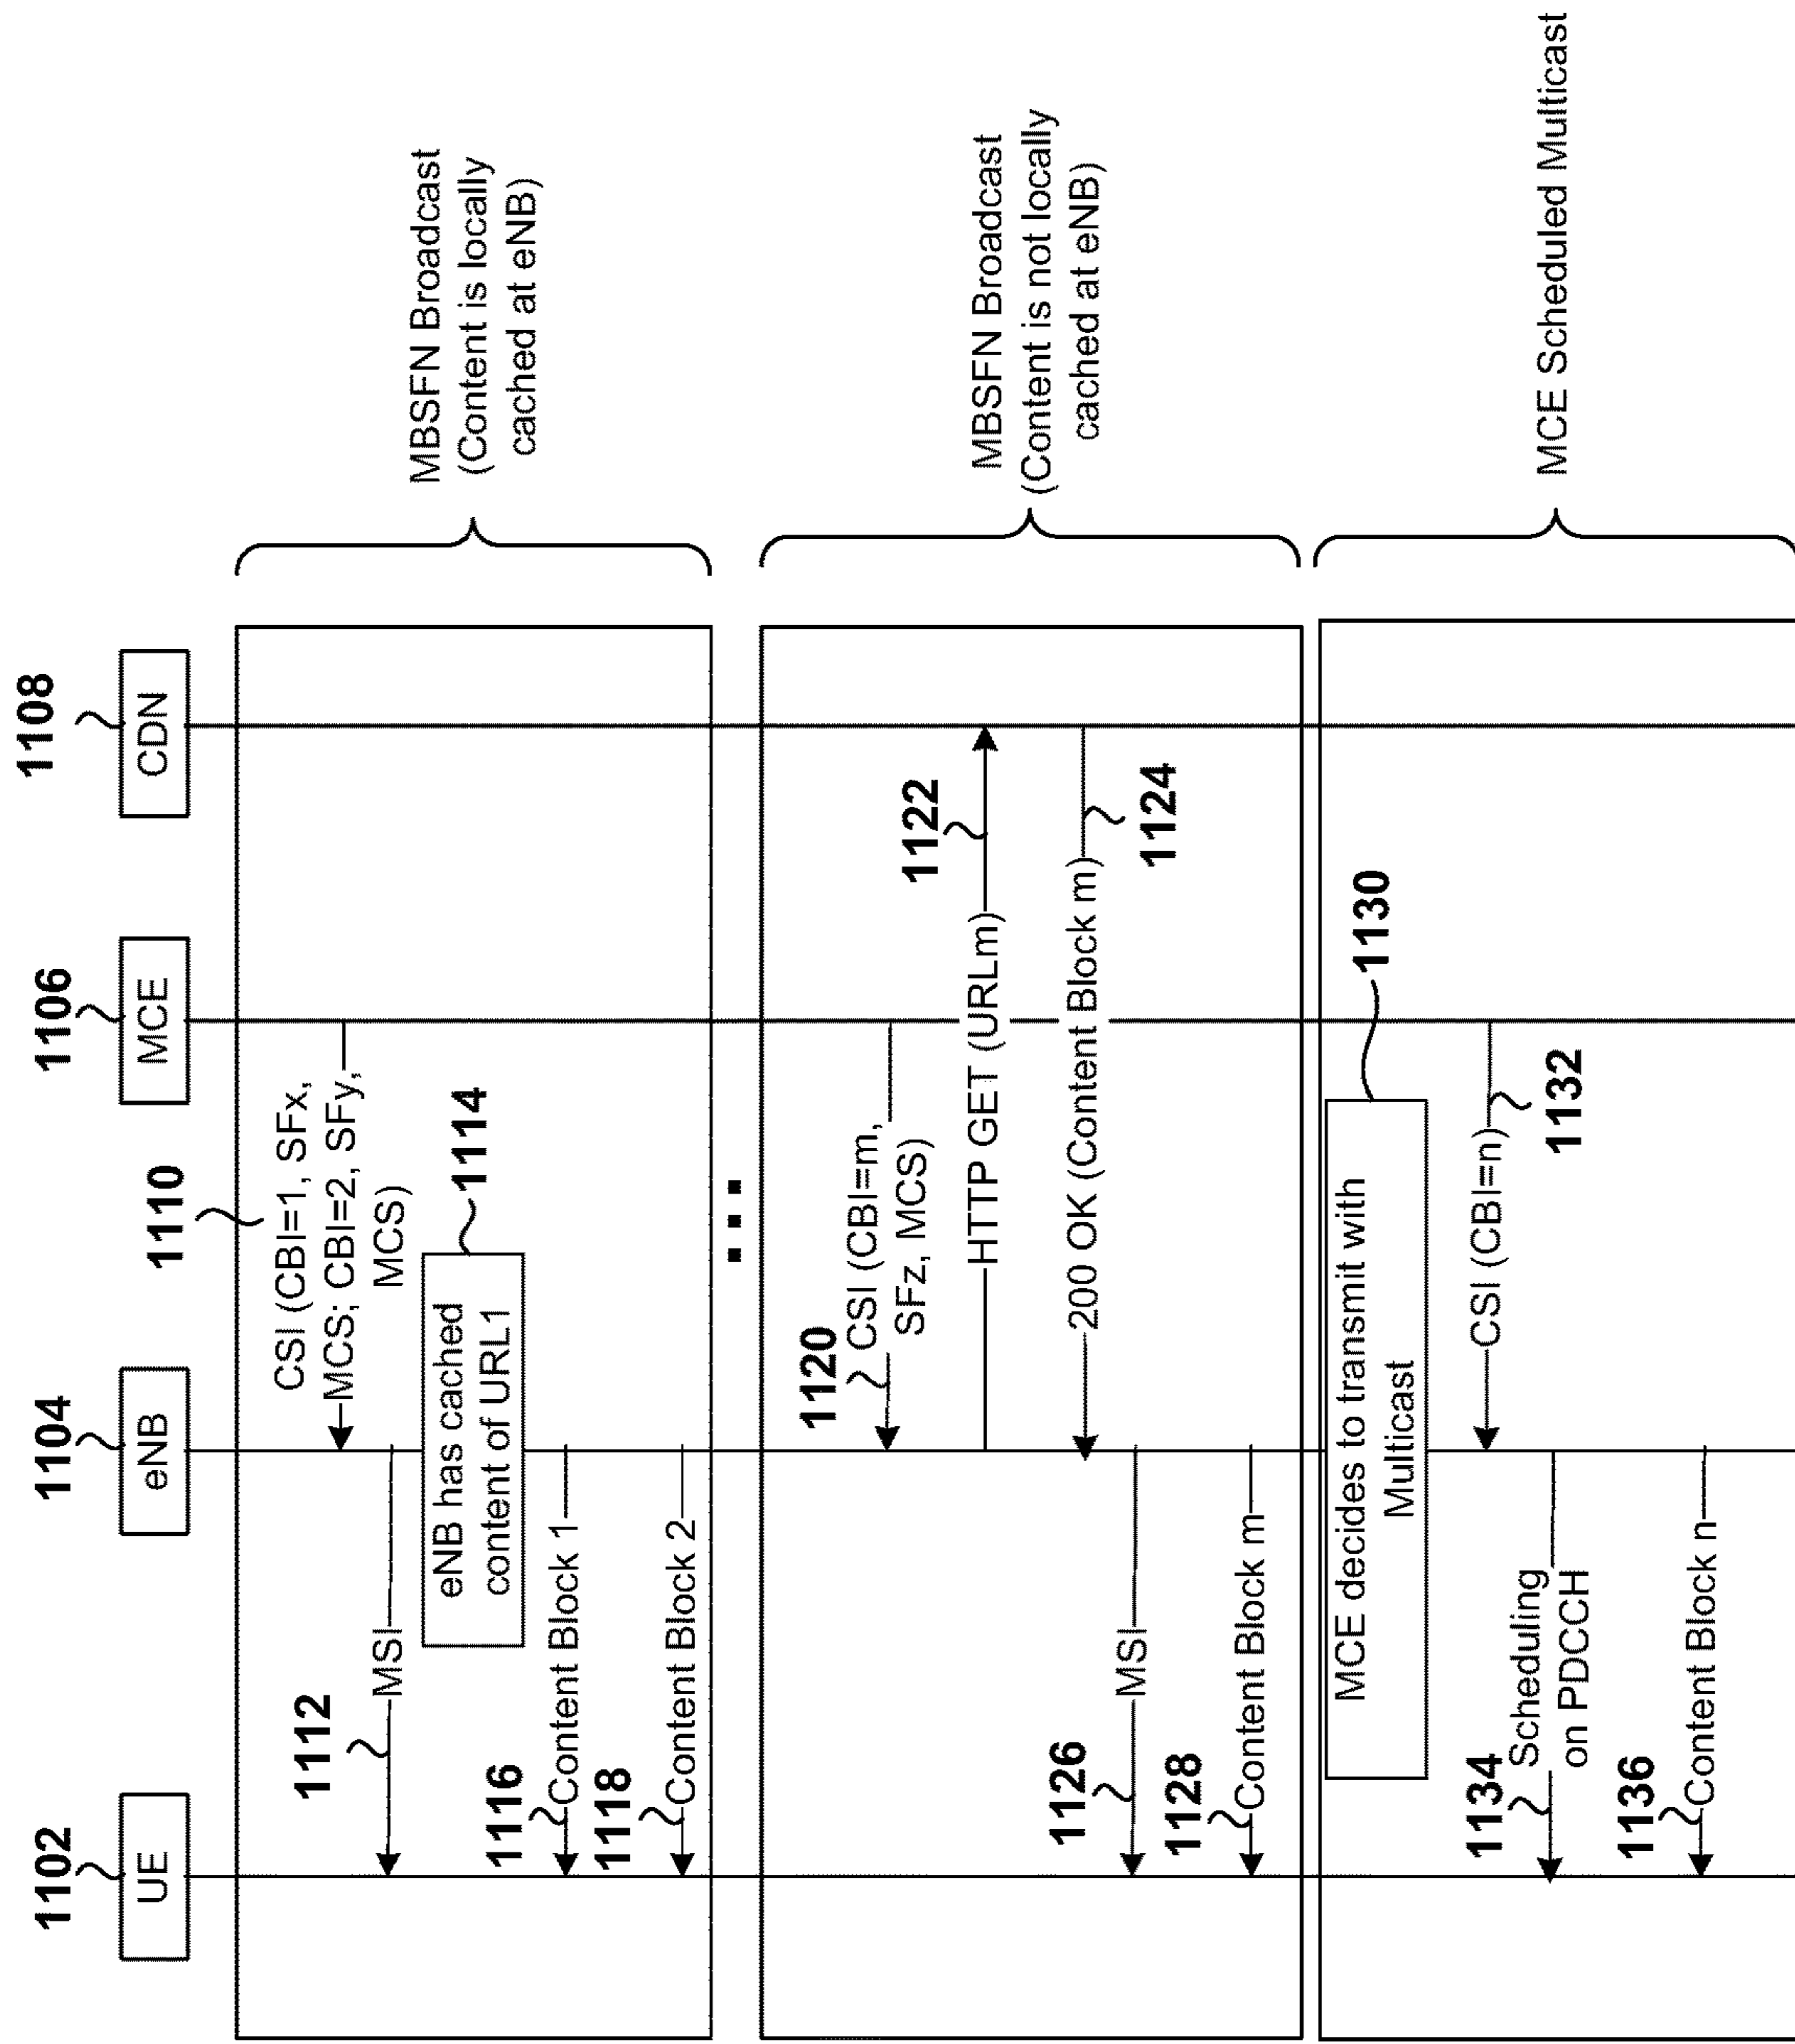 1102
UE
1104
eNB
1106
MCE
1108
CDN
1110
CSI (CBI=1, SFx,
MCS; CBI=2, SFy,
MCS)
1112
MSI
eNB has cached
content of URL1
1114
1116
Content Block 1
1118
Content Block 2
MBSFN Broadcast
(Content is locally
cached at eNB)
...
1120
CSI (CBI=m,
SFz, MCS)
HTTP GET (URLm)
1122
200 OK (Content Block m)
1124
1126
MSI
1128
Content Block m
MBSFN Broadcast
(Content is not locally
cached at eNB)
MCE decides to transmit with
Multicast
1130
CSI (CBI=n)
1132
1134
Scheduling
on PDCCH
1136
Content Block n
MCE Scheduled Multicast